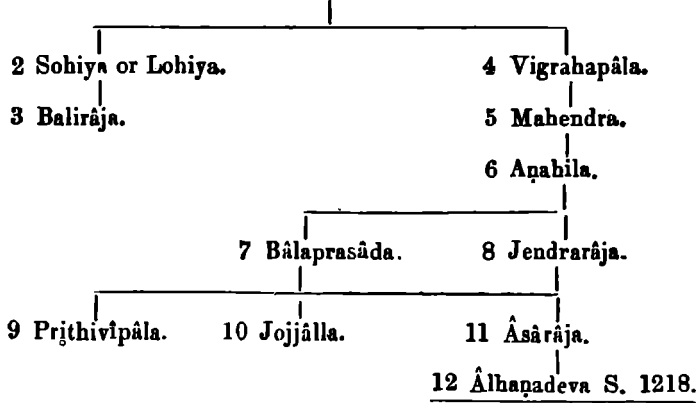 2 Sohiya or Lohiya. 4 Vigrahapâla.
3 Balirâja. 5 Mahendra.
6 Aṇahila.
7 Bâlaprasâda. 8 Jendrarâja.
9 Pṛithivîpâla. 10 Jojjâlla. 11 Âsârâja.
12 Âlhaṇadeva S. 1218.